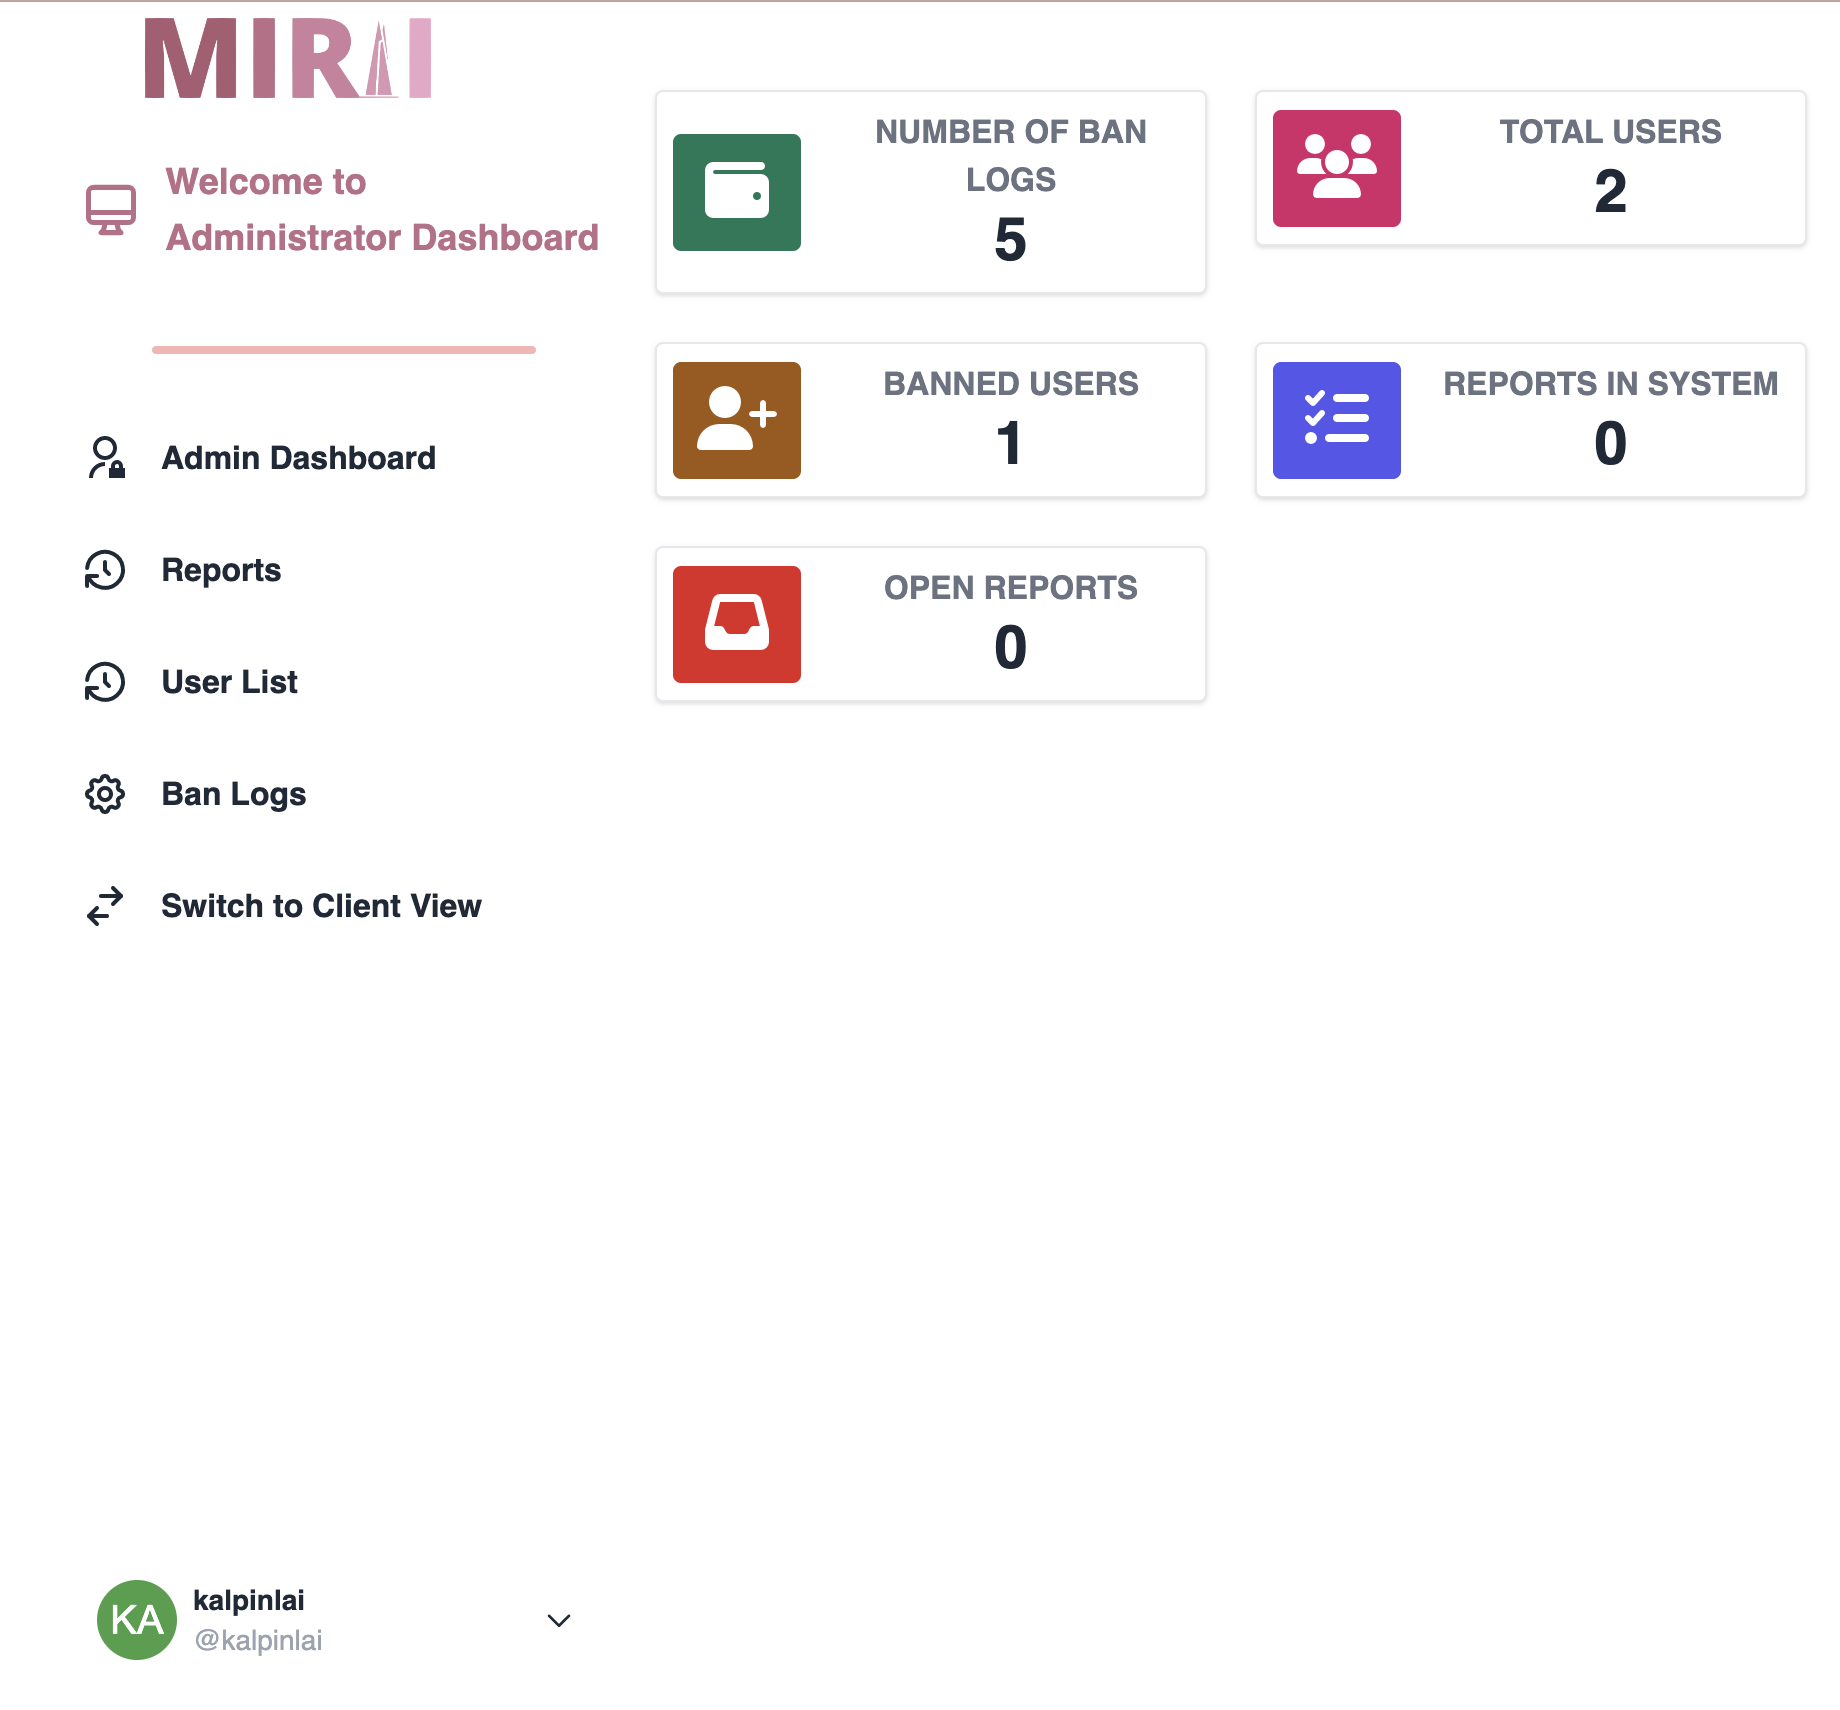 MIRAI
Welcome to
Administrator Dashboard
Admin Dashboard
Reports
User List
Ban Logs
Switch to Client View
KA
kalpinlai
@kalpinlai
NUMBER OF BAN
LOGS
5
TOTAL USERS
2
BANNED USERS
1
REPORTS IN SYSTEM
0
OPEN REPORTS
0